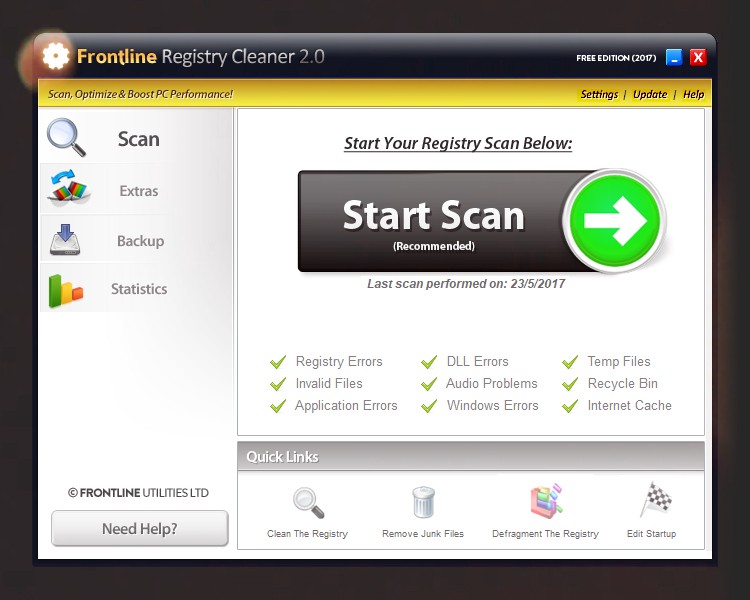 Frontline Registry Cleaner 2.0
FREE EDITION (2017)
Scan, Optimize & Boost PC Performance!
Settings | Update | Help
Scan
Extras
Backup
Statistics
© FRONTLINE UTILITIES LTD
Need Help?
Start Your Registry Scan Below:
Start Scan
(Recommended)
Last scan performed on: 23/5/2017
Registry Errors
DLL Errors
Temp Files
Invalid Files
Audio Problems
Recycle Bin
Application Errors
Windows Errors
Internet Cache
Quick Links
Clean The Registry
Remove Junk Files
Defragment The Registry
Edit Startup